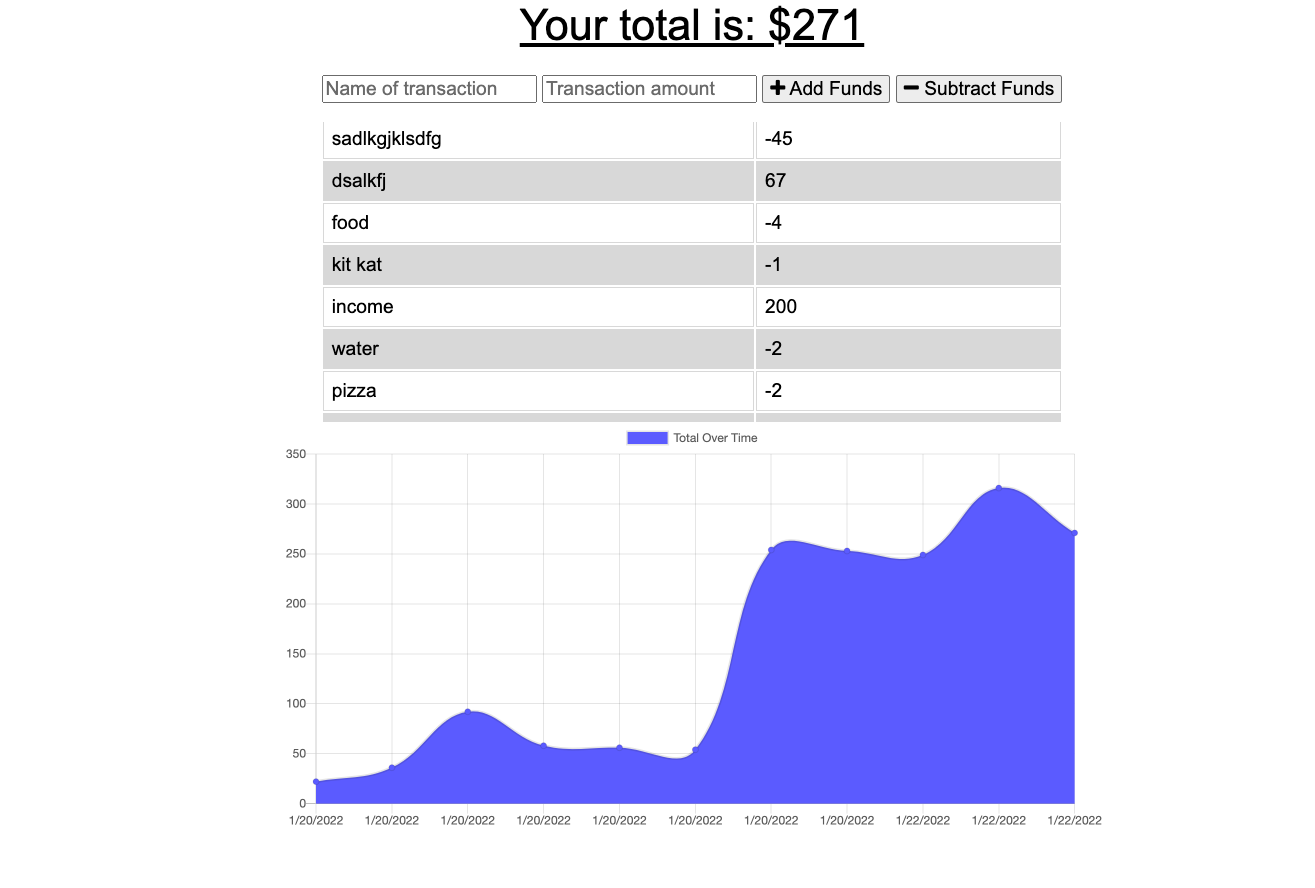 Your total is: $271
Name of transaction Transaction amount Add Funds Subtract Funds
sadlkgjklsdfg -45
dsalkfj 67
food -4
kit kat -1
income 200
water -2
pizza -2
Total Over Time
350
300
250
200
150
100
50
0
1/20/2022 1/20/2022 1/20/2022 1/20/2022 1/20/2022 1/20/2022 1/20/2022 1/20/2022 1/22/2022 1/22/2022 1/22/2022